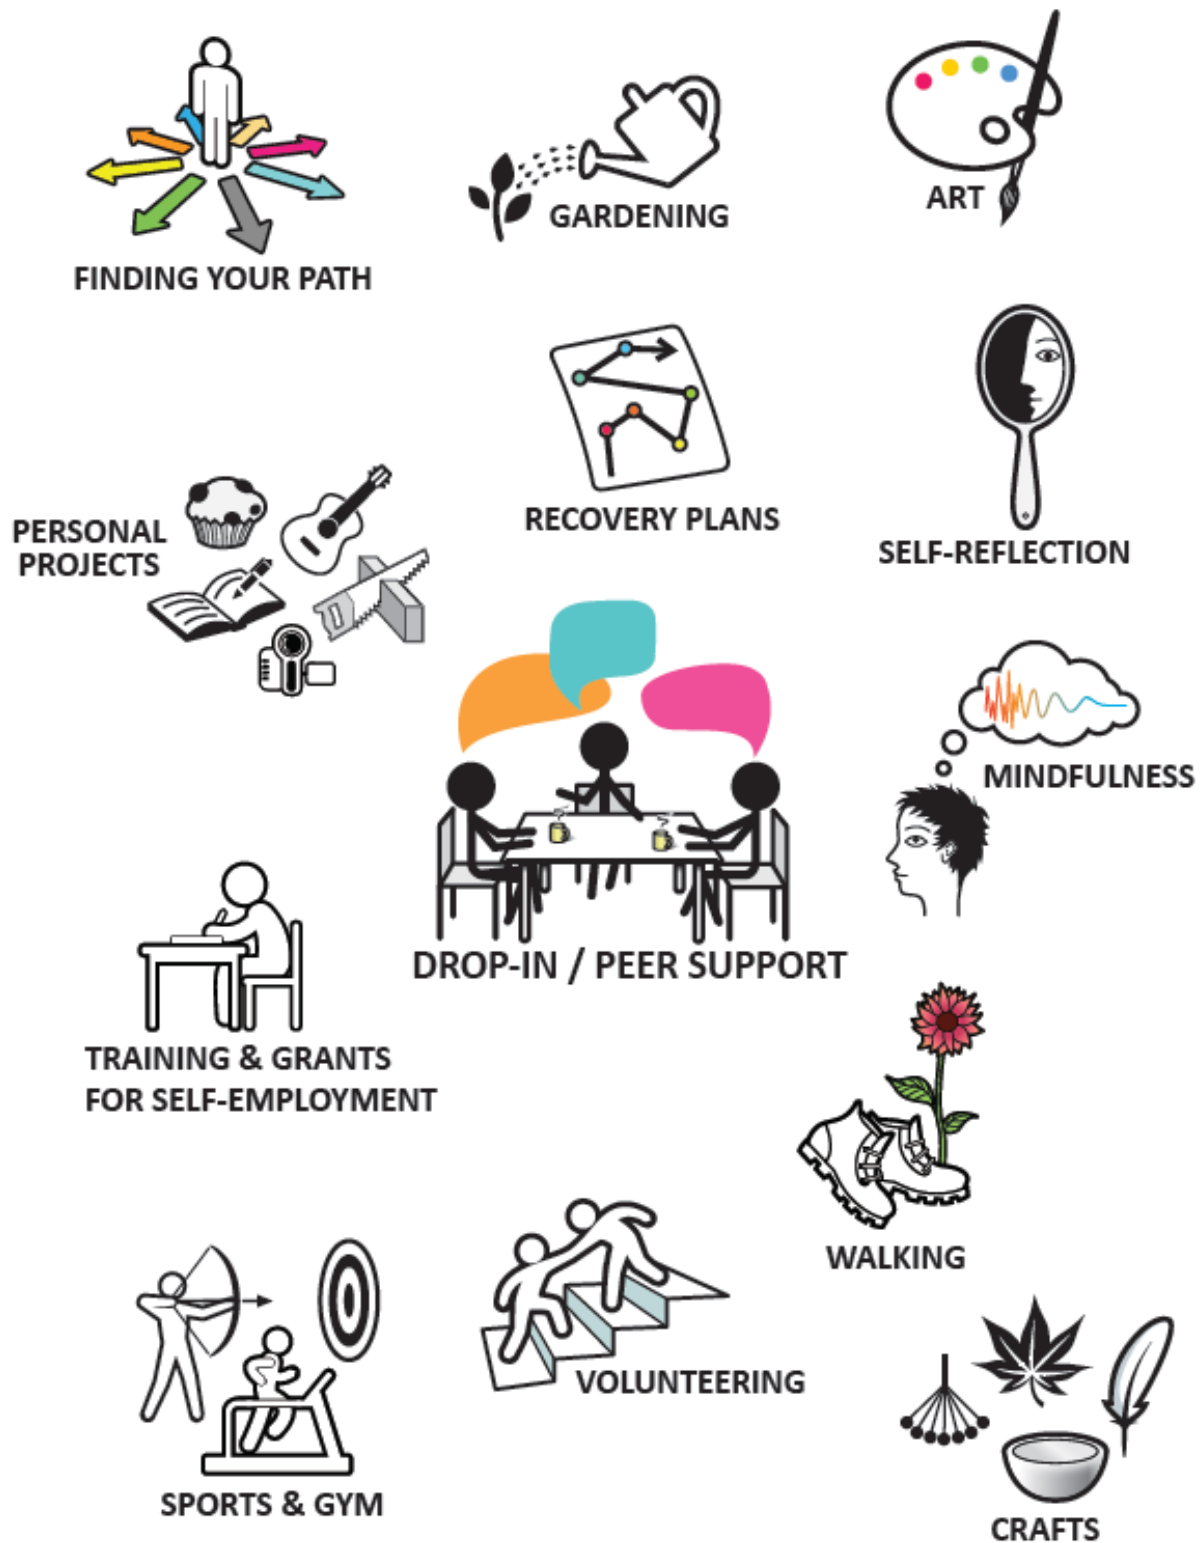 ART
GARDENING
FINDING YOUR PATH
RECOVERY PLANS
SELF-REFLECTION
PERSONAL
PROJECTS
MINDFULNESS
DROP-IN / PEER SUPPORT
TRAINING & GRANTS
FOR SELF-EMPLOYMENT
WALKING
VOLUNTEERING
SPORTS & GYM
CRAFTS